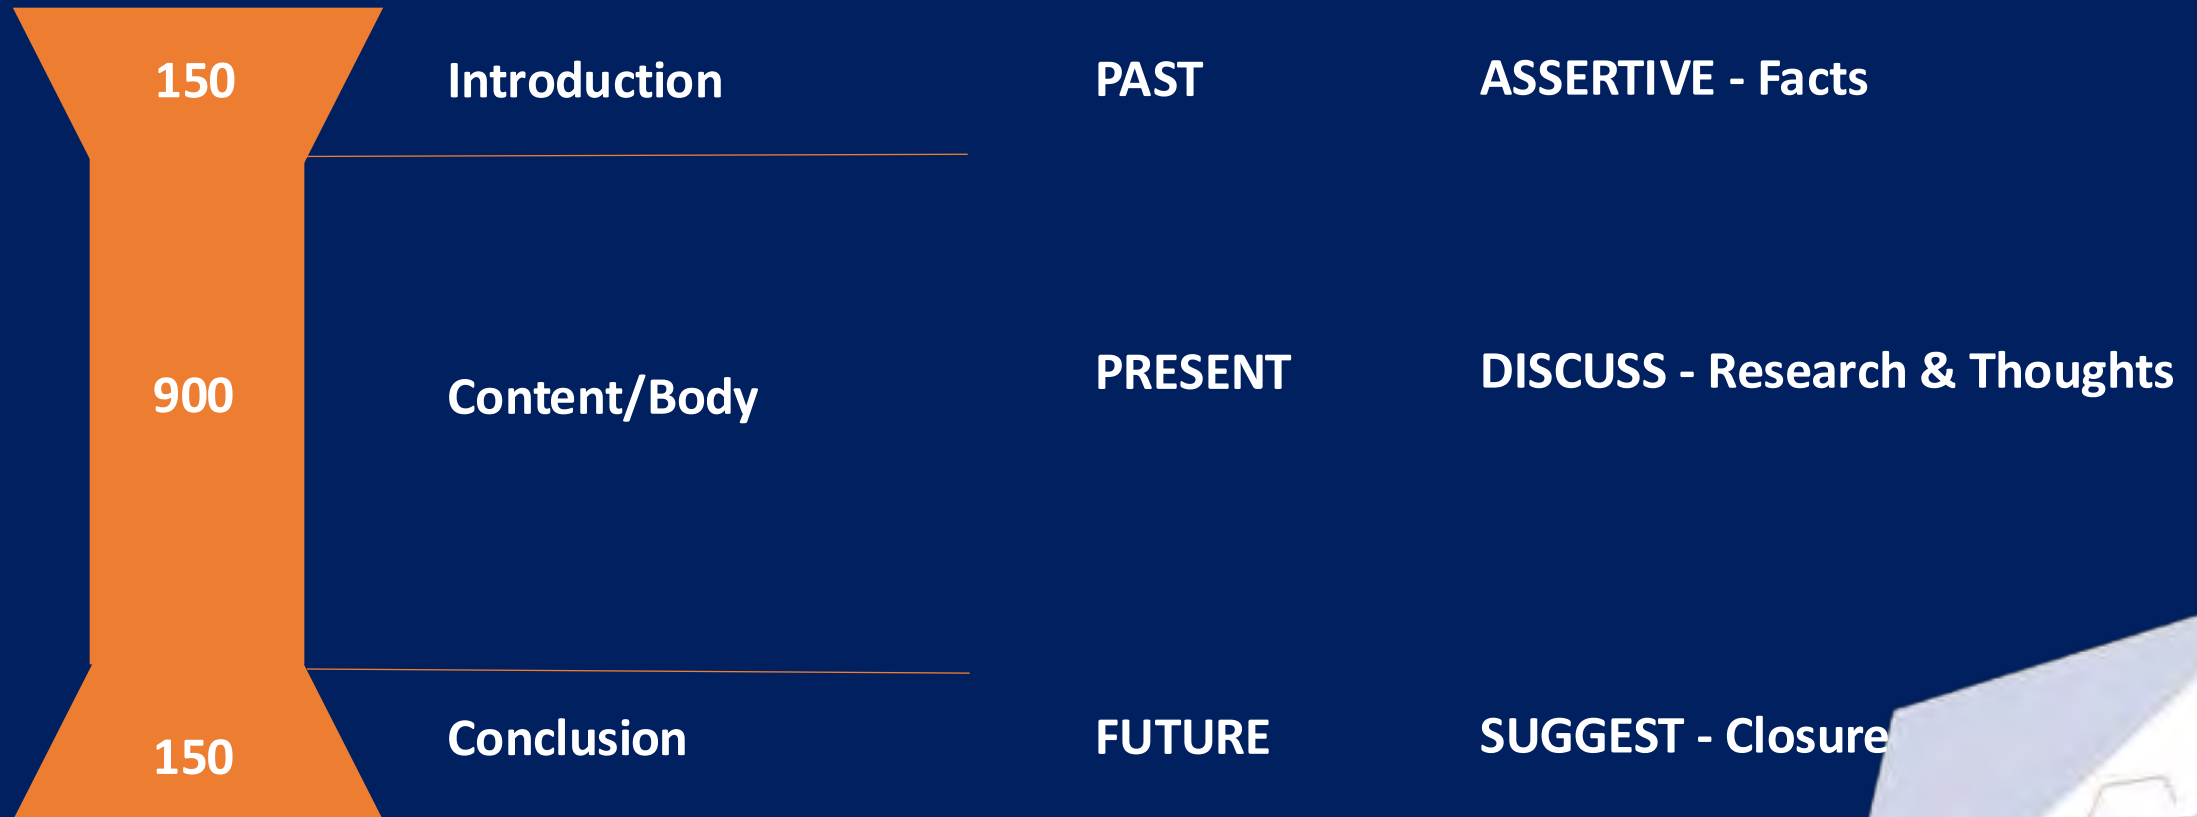 150 Introduction PAST ASSERTIVE - Facts
900 Content/Body PRESENT DISCUSS - Research & Thoughts
150 Conclusion FUTURE SUGGEST - Closure